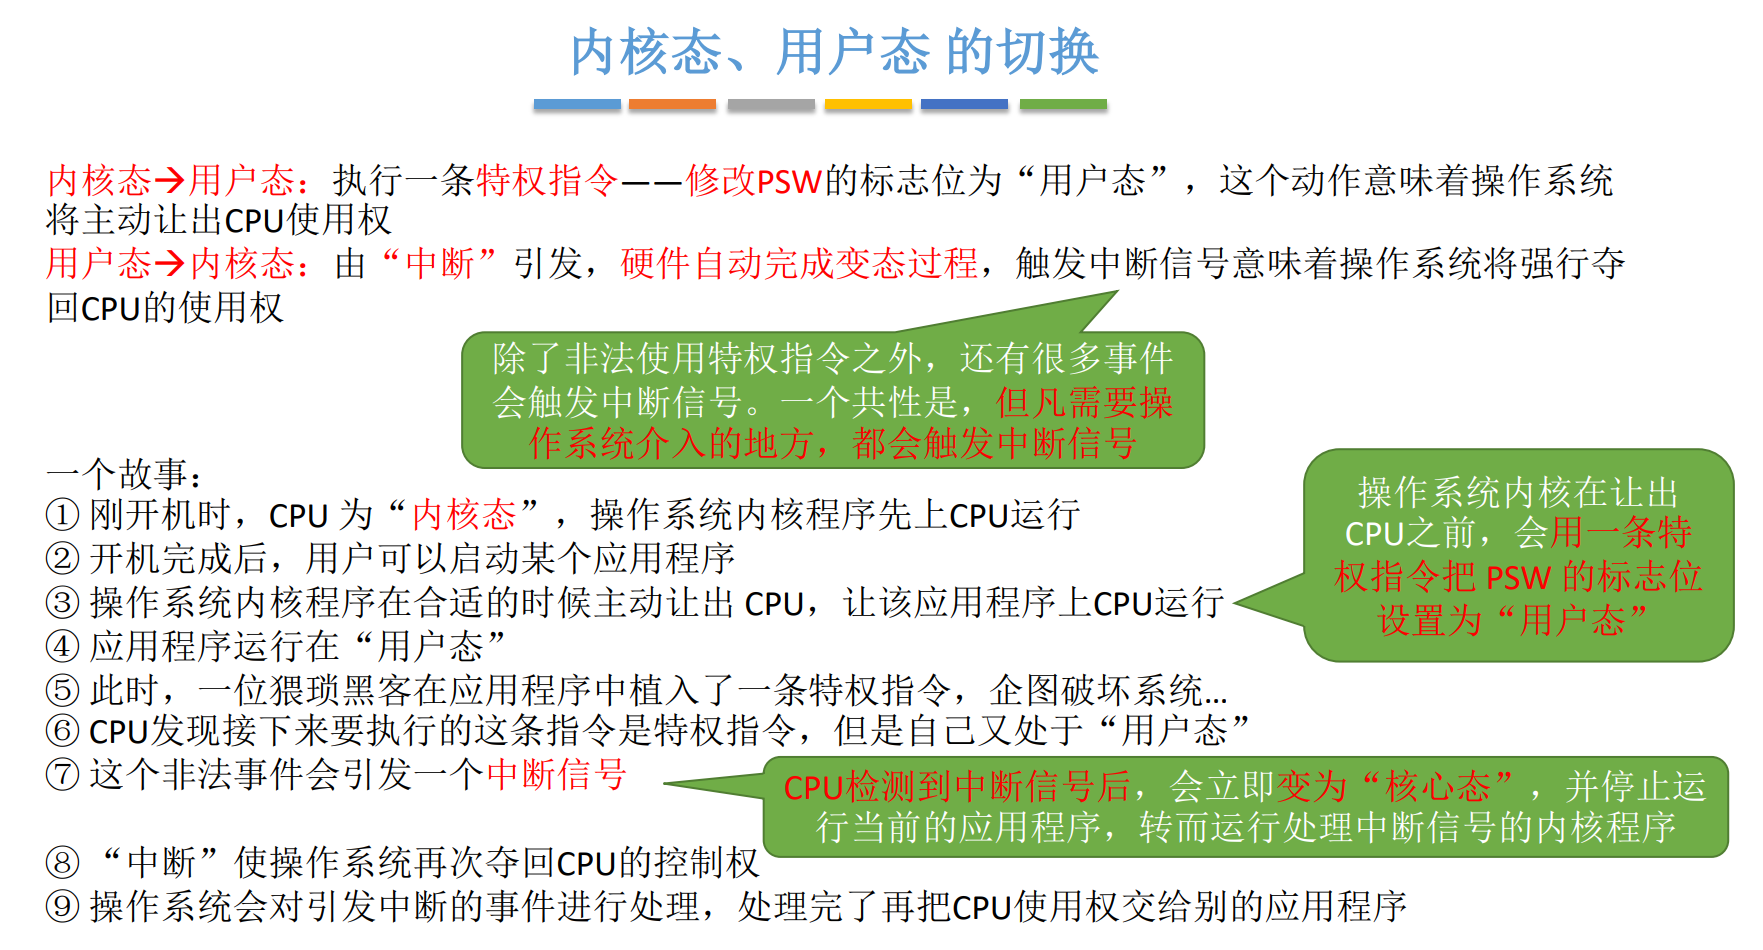 内核态、用户态 的切换
内核态→用户态：执行一条特权指令——修改PSW的标志位为“用户态”，这个动作意味着操作系统
将主动让出CPU使用权
用户态→内核态：由“中断”引发，硬件自动完成变态过程，触发中断信号意味着操作系统将强行夺
回CPU的使用权
除了非法使用特权指令之外，还有很多事件
会触发中断信号。一个共性是，但凡需要操
作系统介入的地方，都会触发中断信号
一个故事：
① 刚开机时，CPU 为“内核态”，操作系统内核程序先上CPU运行
② 开机完成后，用户可以启动某个应用程序
③ 操作系统内核程序在合适的时候主动让出 CPU，让该应用程序上CPU运行
操作系统内核在让出
CPU之前，会用一条特
权指令把 PSW 的标志位
设置为“用户态”
④ 应用程序运行在“用户态”
⑤ 此时，一位猥琐黑客在应用程序中植入了一条特权指令，企图破坏系统...
⑥ CPU发现接下来要执行的这条指令是特权指令，但是自己又处于“用户态”
⑦ 这个非法事件会引发一个中断信号
CPU检测到中断信号后，会立即变为“核心态”，并停止运
行当前的应用程序，转而运行处理中断信号的内核程序
⑧ “中断”使操作系统再次夺回CPU的控制权
⑨ 操作系统会对引发中断的事件进行处理，处理完了再把CPU使用权交给别的应用程序